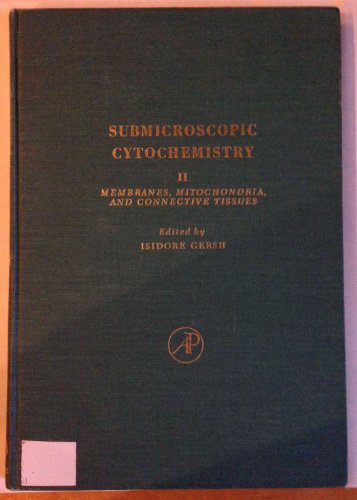 SUBMICROSCOPIC
CYTOCHEMISTRY
II
MEMBRANES, MITOCHONDRIA,
AND CONNECTIVE TISSUES
Edited by
ISIDORE GERSH
AP